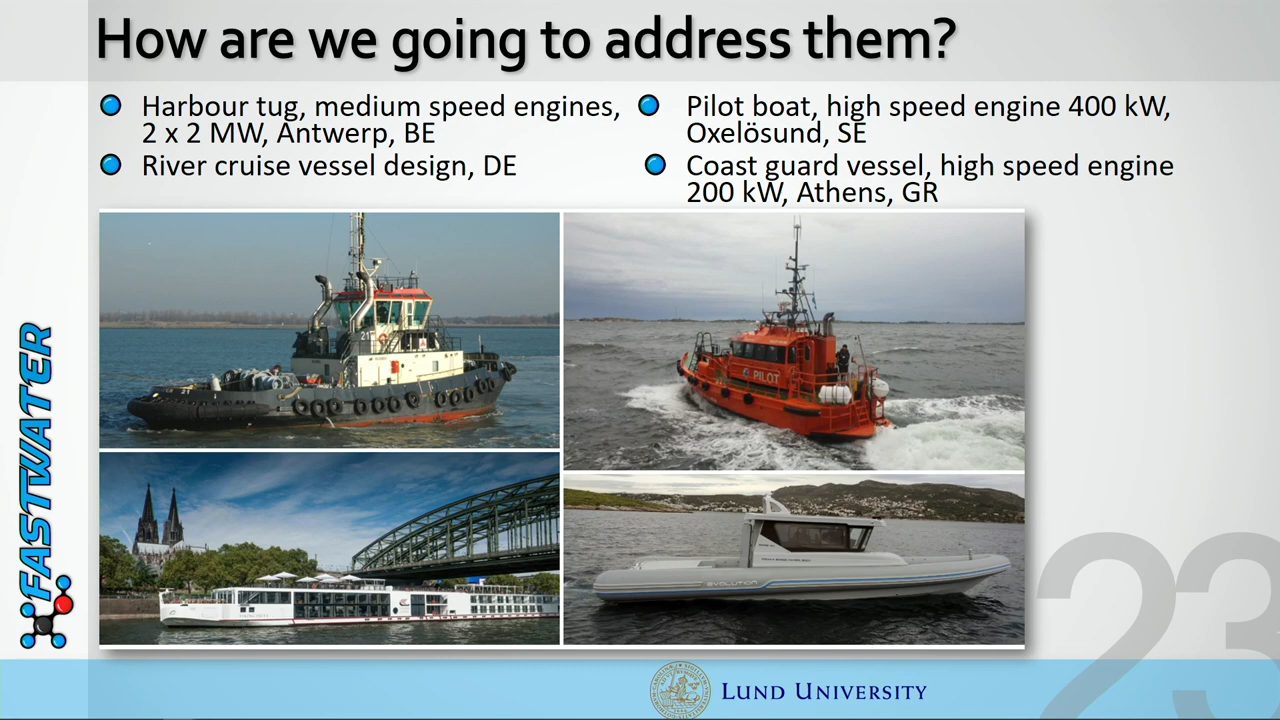 How are we going to address them?
Harbour tug, medium speed engines,
2 x 2 MW, Antwerp, BE
River cruise vessel design, DE
Pilot boat, high speed engine 400 kW,
Oxelösund, SE
Coast guard vessel, high speed engine
200 kW, Athens, GR
FASTWATER
21
21
PILOT
EVOLUTION
23
LUND UNIVERSITY